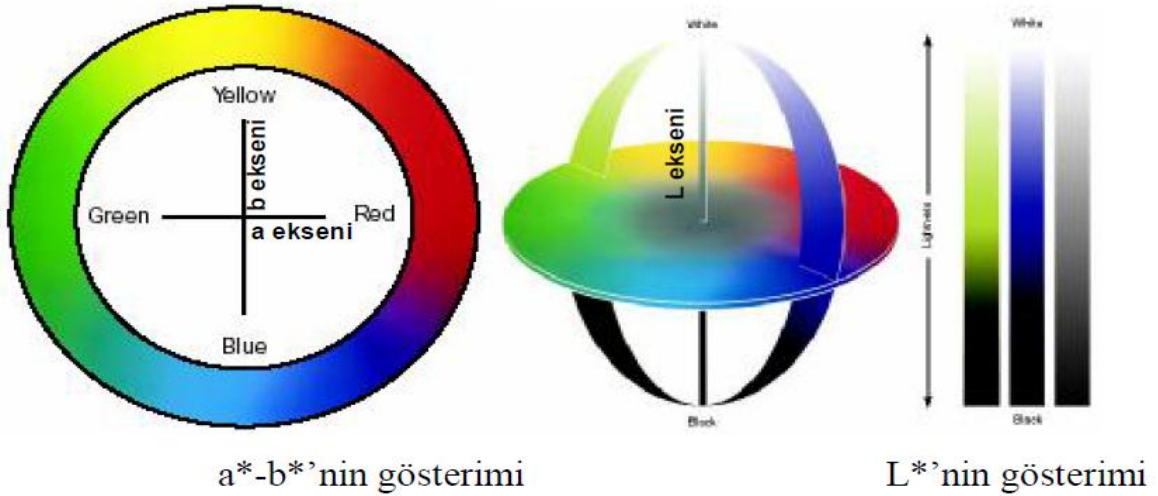 Yellow
b ekseni
Green
Red
a ekseni
Blue
White
L ekseni
Black
White
Lightness
Black
a*-b*’nin gösterimi
L*’nin gösterimi